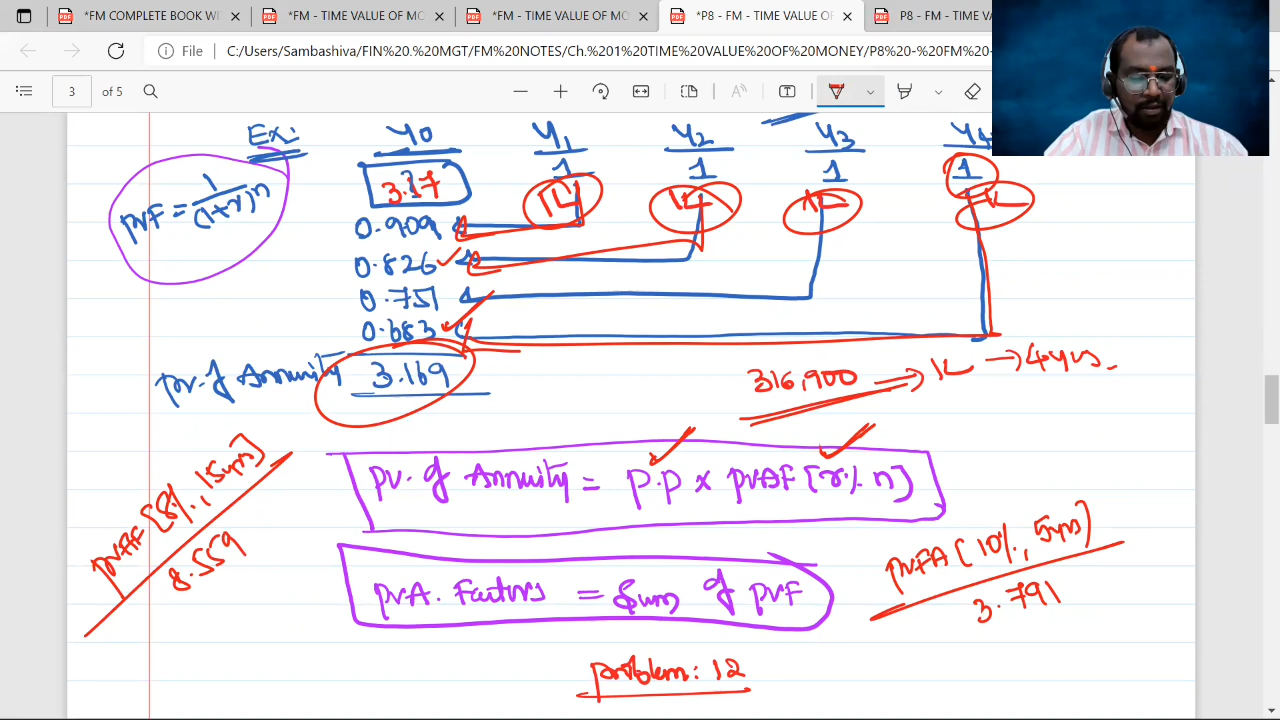 *FM COMPLETE BOOK WI
*FM - TIME VALUE OF MO
*FM - TIME VALUE OF MO
*P8 - FM - TIME VALUE OF
P8 - FM - TIME VA
File C:/Users/Sambashiva/FIN%20.%20MGT/FM%20NOTES/Ch.%201%20TIME%20VALUE%20OF%20MONEY/P8%20-%20FM%20-
3 of 5
Ex: Y0 Y1 Y2 Y3 Y4
1 1 1 1
3.17
1L 1L 1L 1L
PVF = 1/(1+r)n
0.909
0.826
0.751
0.683
PV. of Annuity 3.169
316,900 → 1L → 4yrs.
PV. of Annuity = P.P x PVAF [r%. n]
PVAF [8%, 15yrs]
8.559
PVFA [10%, 5yrs]
3.791
PVA. Factors = Sum of PVF
problem: 12